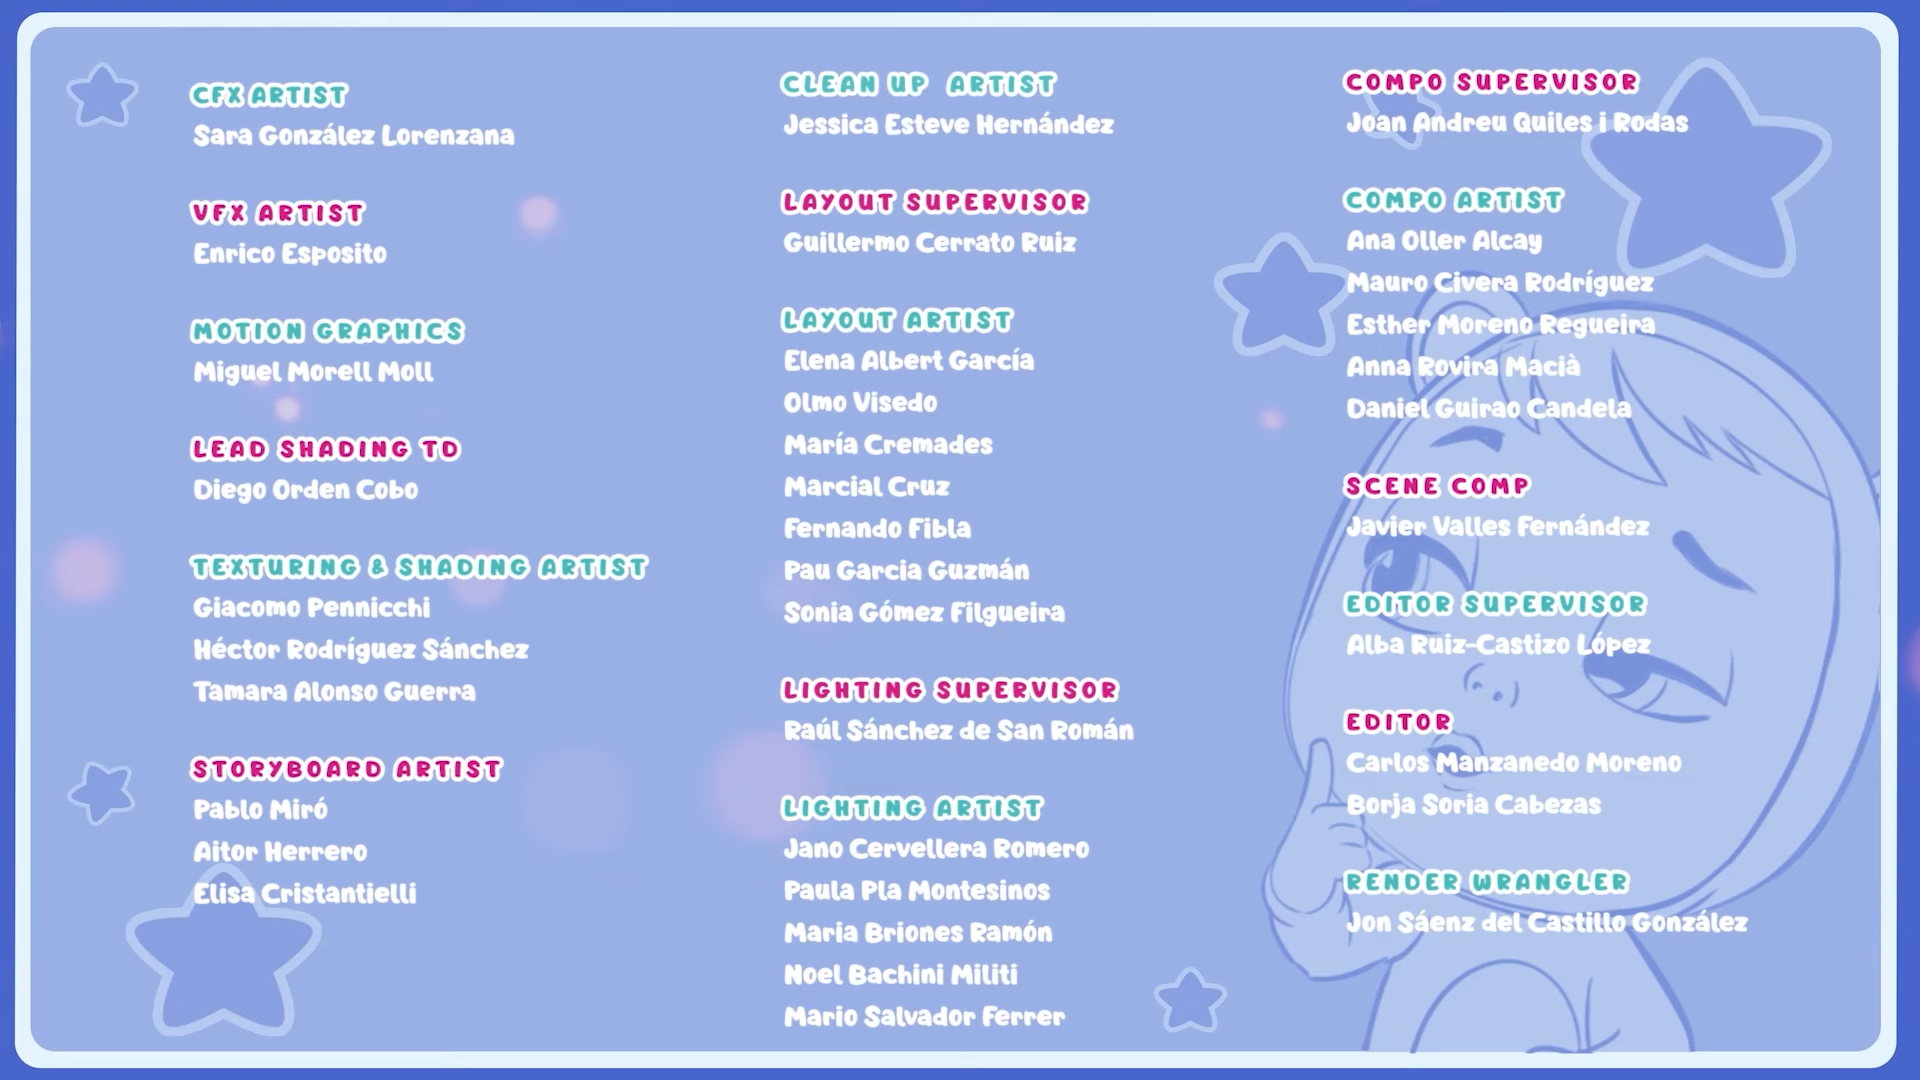 CFX ARTIST
Sara González Lorenzana
VFX ARTIST
Enrico Esposito
MOTION GRAPHICS
Miguel Morell Moll
LEAD SHADING TD
Diego Orden Cobo
TEXTURING & SHADING ARTIST
Giacomo Pennicchi
Héctor Rodríguez Sánchez
Tamara Alonso Guerra
STORYBOARD ARTIST
Pablo Miró
Aitor Herrero
Elisa Cristantielli
CLEAN UP ARTIST
Jessica Esteve Hernández
LAYOUT SUPERVISOR
Guillermo Cerrato Ruiz
LAYOUT ARTIST
Elena Albert García
Olmo Visedo
María Cremades
Marcial Cruz
Fernando Fibla
Pau Garcia Guzmán
Sonia Gómez Filgueira
LIGHTING SUPERVISOR
Raúl Sánchez de San Román
LIGHTING ARTIST
Jano Cervellera Romero
Paula Pla Montesinos
Maria Briones Ramón
Noel Bachini Militi
Mario Salvador Ferrer
COMPO SUPERVISOR
Joan Andreu Quiles i Rodas
COMPO ARTIST
Ana Oller Alcay
Mauro Civera Rodríguez
Esther Moreno Regueira
Anna Rovira Macià
Daniel Guirao Candela
SCENE COMP
Javier Valles Fernández
EDITOR SUPERVISOR
Alba Ruiz-Castizo López
EDITOR
Carlos Manzanedo Moreno
Borja Soria Cabezas
RENDER WRANGLER
Jon Sáenz del Castillo González